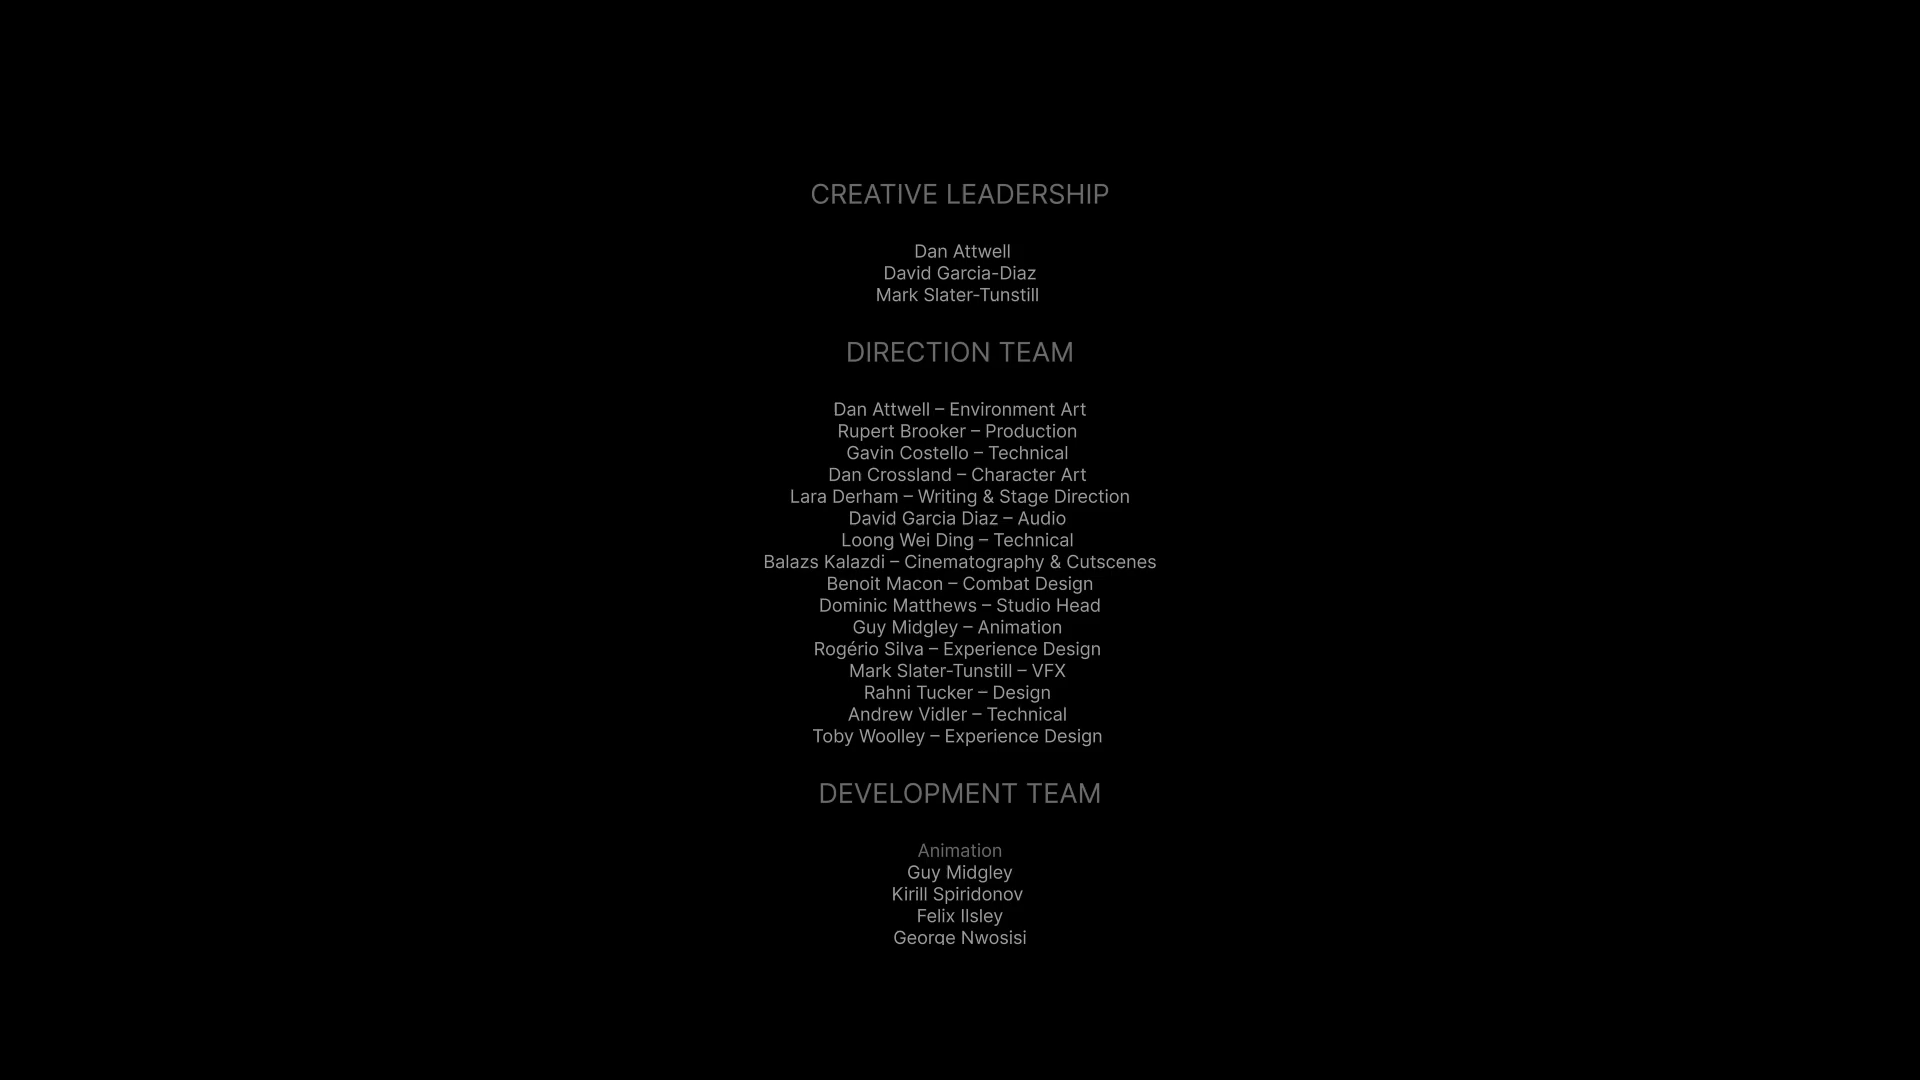 CREATIVE LEADERSHIP
Dan Attwell
David Garcia-Diaz
Mark Slater-Tunstill
DIRECTION TEAM
Dan Attwell – Environment Art
Rupert Brooker – Production
Gavin Costello – Technical
Dan Crossland – Character Art
Lara Derham – Writing & Stage Direction
David Garcia Diaz – Audio
Loong Wei Ding – Technical
Balazs Kalazdi – Cinematography & Cutscenes
Benoit Macon – Combat Design
Dominic Matthews – Studio Head
Guy Midgley – Animation
Rogério Silva – Experience Design
Mark Slater-Tunstill – VFX
Rahni Tucker – Design
Andrew Vidler – Technical
Toby Woolley – Experience Design
DEVELOPMENT TEAM
Animation
Guy Midgley
Kirill Spiridonov
Felix Ilsley
George Nwosisi